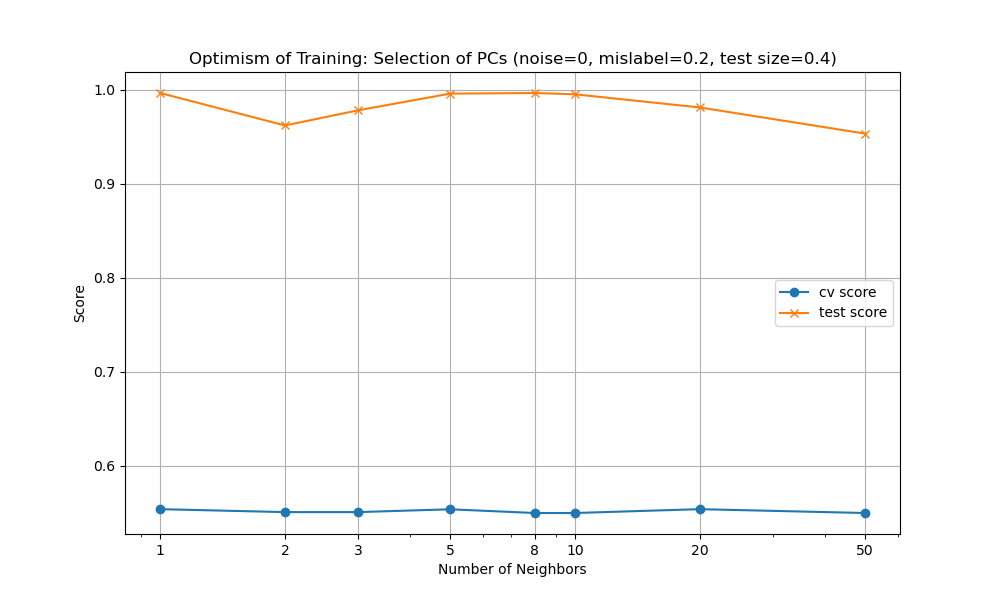 Optimism of Training: Selection of PCs (noise=0, mislabel=0.2, test size=0.4)
1.0
0.9
0.8
0.7
0.6
Score
cv score
test score
1 2 3 5 8 10 20 50
Number of Neighbors